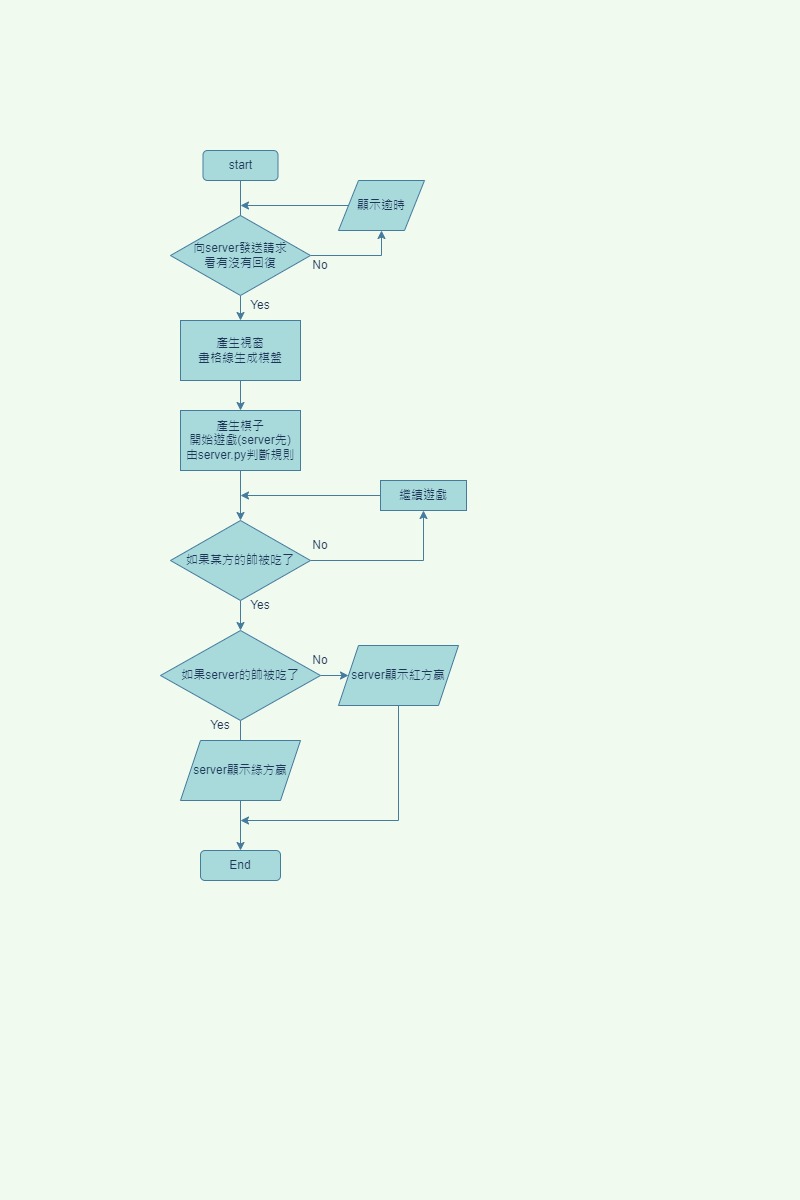 start
顯示逾時
向server發送請求
看有沒有回復
No
Yes
產生視窗
畫格線生成棋盤
產生棋子
開始遊戲(server先)
由server.py判斷規則
繼續遊戲
No
如果某方的帥被吃了
Yes
No
如果server的帥被吃了
server顯示紅方贏
Yes
server顯示綠方贏
End